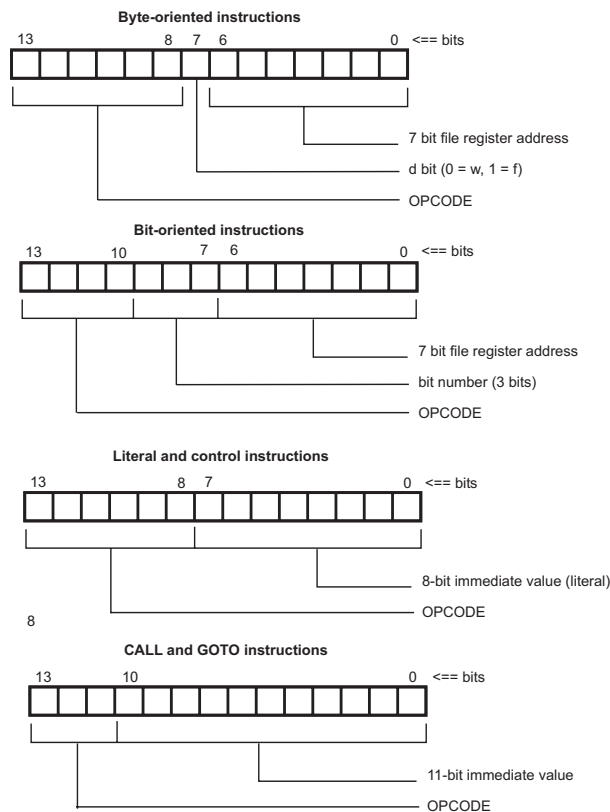 Byte-oriented instructions
13 8 7 6 0 <== bits
7 bit file register address
d bit (0 = w, 1 = f)
OPCODE
Bit-oriented instructions
13 10 7 6 0 <== bits
7 bit file register address
bit number (3 bits)
OPCODE
Literal and control instructions
13 8 7 0 <== bits
8-bit immediate value (literal)
OPCODE
8
CALL and GOTO instructions
13 10 0 <== bits
11-bit immediate value
OPCODE